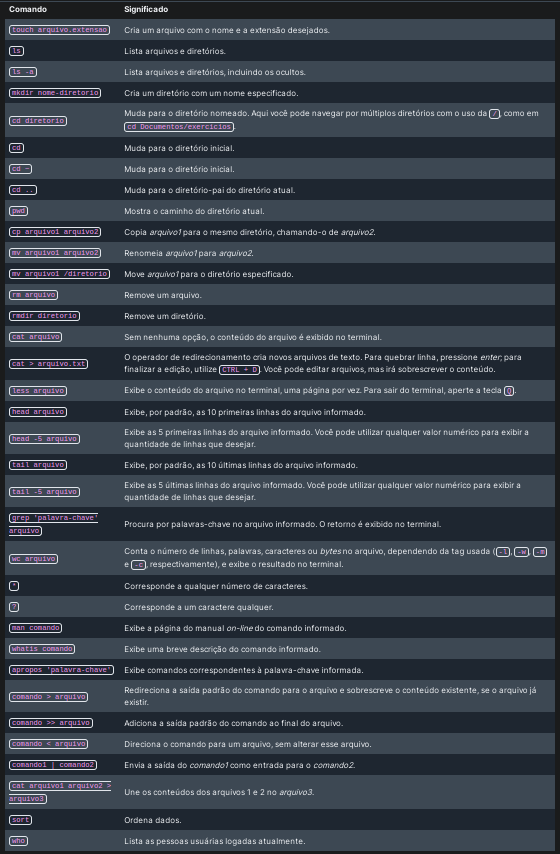 Comando Significado
touch arquivo.extensao Cria um arquivo com o nome e a extensão desejados.
ls Lista arquivos e diretórios.
ls -a Lista arquivos e diretórios, incluindo os ocultos.
mkdir nome-diretorio Cria um diretório com um nome especificado.
cd diretorio Muda para o diretório nomeado. Aqui você pode navegar por múltiplos diretórios com o uso da /, como em
cd Documentos/exercicios.
cd Muda para o diretório inicial.
cd ~ Muda para o diretório inicial.
cd .. Muda para o diretório-pai do diretório atual.
pwd Mostra o caminho do diretório atual.
cp arquivo1 arquivo2 Copia arquivo1 para o mesmo diretório, chamando-o de arquivo2.
mv arquivo1 arquivo2 Renomeia arquivo1 para arquivo2.
mv arquivo1 /diretorio Move arquivo1 para o diretório especificado.
rm arquivo Remove um arquivo.
rmdir diretorio Remove um diretório.
cat arquivo Sem nenhuma opção, o conteúdo do arquivo é exibido no terminal.
cat > arquivo.txt O operador de redirecionamento cria novos arquivos de texto. Para quebrar linha, pressione enter; para
finalizar a edição, utilize CTRL + D. Você pode editar arquivos, mas irá sobrescrever o conteúdo.
less arquivo Exibe o conteúdo do arquivo no terminal, uma página por vez. Para sair do terminal, aperte a tecla Q.
head arquivo Exibe, por padrão, as 10 primeiras linhas do arquivo informado.
head -5 arquivo Exibe as 5 primeiras linhas do arquivo informado. Você pode utilizar qualquer valor numérico para exibir a
quantidade de linhas que desejar.
tail arquivo Exibe, por padrão, as 10 últimas linhas do arquivo informado.
tail -5 arquivo Exibe as 5 últimas linhas do arquivo informado. Você pode utilizar qualquer valor numérico para exibir a
quantidade de linhas que desejar.
grep 'palavra-chave'
arquivo Procura por palavras-chave no arquivo informado. O retorno é exibido no terminal.
wc arquivo Conta o número de linhas, palavras, caracteres ou bytes no arquivo, dependendo da tag usada (-l, -w, -m
e -c, respectivamente), e exibe o resultado no terminal.
* Corresponde a qualquer número de caracteres.
? Corresponde a um caractere qualquer.
man comando Exibe a página do manual on-line do comando informado.
whatis comando Exibe uma breve descrição do comando informado.
apropos 'palavra-chave' Exibe comandos correspondentes à palavra-chave informada.
comando > arquivo Redireciona a saída padrão do comando para o arquivo e sobrescreve o conteúdo existente, se o arquivo já
existir.
comando >> arquivo Adiciona a saída padrão do comando ao final do arquivo.
comando < arquivo Direciona o comando para um arquivo, sem alterar esse arquivo.
comando1 | comando2 Envia a saída do comando1 como entrada para o comando2.
cat arquivo1 arquivo2 >
arquivo3 Une os conteúdos dos arquivos 1 e 2 no arquivo3.
sort Ordena dados.
who Lista as pessoas usuárias logadas atualmente.